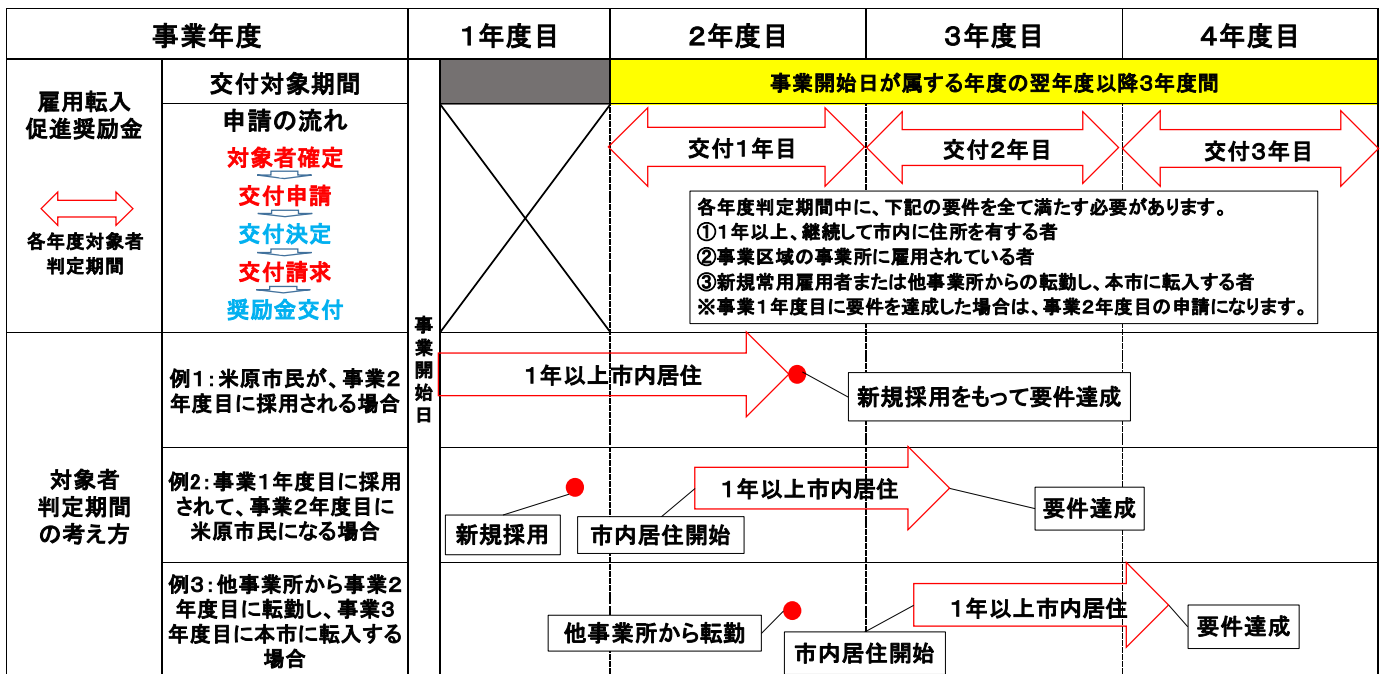 事業年度
1年度目
2年度目
3年度目
4年度目
雇用転入
促進奨励金
各年度対象者
判定期間
交付対象期間
事業開始日が属する年度の翌年度以降3年度間
申請の流れ
対象者確定
交付申請
交付決定
交付請求
奨励金交付
交付1年目
交付2年目
交付3年目
各年度判定期間中に、下記の要件を全て満たす必要があります。
①1年以上、継続して市内に住所を有する者
②事業区域の事業所に雇用されている者
③新規常用雇用者または他事業所からの転勤し、本市に転入する者
※事業1年度目に要件を達成した場合は、事業2年度目の申請になります。
事業開始日
対象者
判定期間
の考え方
例1：米原市民が、事業2
年度目に採用される場合
1年以上市内居住
新規採用をもって要件達成
例2：事業1年度目に採用
されて、事業2年度目に
米原市民になる場合
新規採用
市内居住開始
1年以上市内居住
要件達成
例3：他事業所から事業2
年度目に転勤し、事業3
年度目に本市に転入する
場合
他事業所から転勤
市内居住開始
1年以上市内居住
要件達成